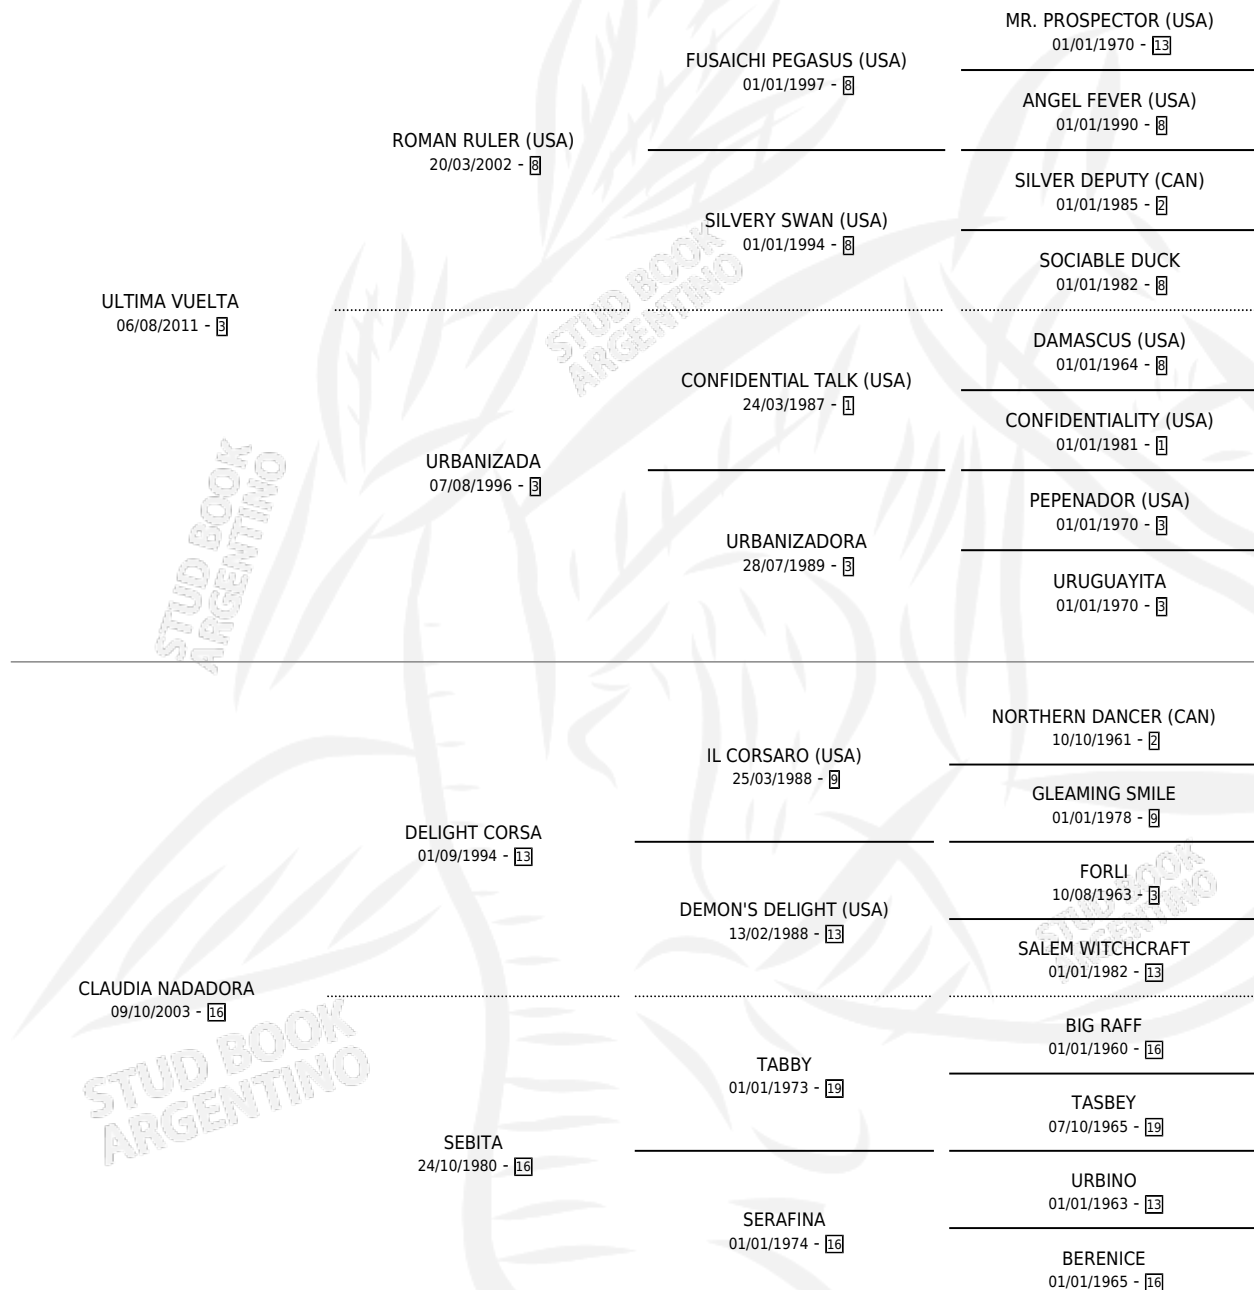 MR. PROSPECTOR (USA)
01/01/1970 - 13
FUSAICHI PEGASUS (USA)
01/01/1997 - 8
ANGEL FEVER (USA)
01/01/1990 - 8
ROMAN RULER (USA)
20/03/2002 - 8
SILVER DEPUTY (CAN)
01/01/1985 - 2
SILVERY SWAN (USA)
01/01/1994 - 8
SOCIABLE DUCK
01/01/1982 - 8
ULTIMA VUELTA
06/08/2011 - 3
DAMASCUS (USA)
01/01/1964 - 8
CONFIDENTIAL TALK (USA)
24/03/1987 - 1
CONFIDENTIALITY (USA)
01/01/1981 - 1
URBANIZADA
07/08/1996 - 3
PEPENADOR (USA)
01/01/1970 - 3
URBANIZADORA
28/07/1989 - 3
URUGUAYITA
01/01/1970 - 3
STUD BOOK
ARGENTINO
STUD BOOK
ARGENTINO
NORTHERN DANCER (CAN)
10/10/1961 - 2
IL CORSARO (USA)
25/03/1988 - 9
GLEAMING SMILE
01/01/1978 - 9
DELIGHT CORSA
01/09/1994 - 13
FORLI
10/08/1963 - 3
DEMON'S DELIGHT (USA)
13/02/1988 - 13
SALEM WITCHCRAFT
01/01/1982 - 13
CLAUDIA NADADORA
09/10/2003 - 16
BIG RAFF
01/01/1960 - 16
TABBY
01/01/1973 - 19
TASBEY
07/10/1965 - 19
SEBITA
24/10/1980 - 16
URBINO
01/01/1963 - 13
SERAFINA
01/01/1974 - 16
BERENICE
01/01/1965 - 16
STUD BOOK
ARGENTINO
STUD BOOK
ARGENTINO